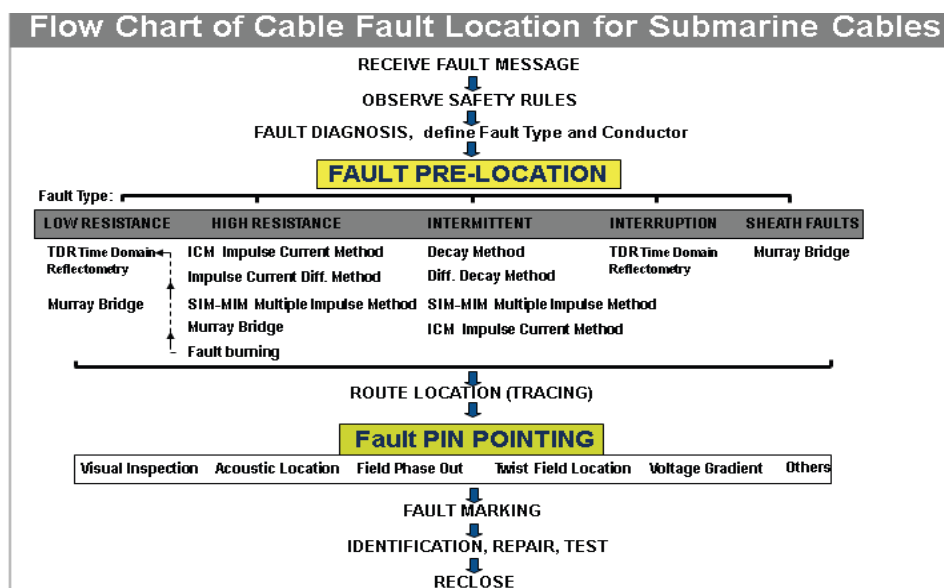 Flow Chart of Cable Fault Location for Submarine Cables
RECEIVE FAULT MESSAGE
OBSERVE SAFETY RULES
FAULT DIAGNOSIS, define Fault Type and Conductor
FAULT PRE-LOCATION
Fault Type:
LOW RESISTANCE HIGH RESISTANCE INTERMITTENT INTERRUPTION SHEATH FAULTS
TDR Time Domain ICM Impulse Current Method Decay Method TDR Time Domain Murray Bridge
Reflectometry Impulse Current Diff. Method Diff. Decay Method Reflectometry
Murray Bridge SIM-MIM Multiple Impulse Method SIM-MIM Multiple Impulse Method
Murray Bridge ICM Impulse Current Method
Fault burning
ROUTE LOCATION (TRACING)
Fault PIN POINTING
Visual Inspection Acoustic Location Field Phase Out Twist Field Location Voltage Gradient Others
FAULT MARKING
IDENTIFICATION, REPAIR, TEST
RECLOSE